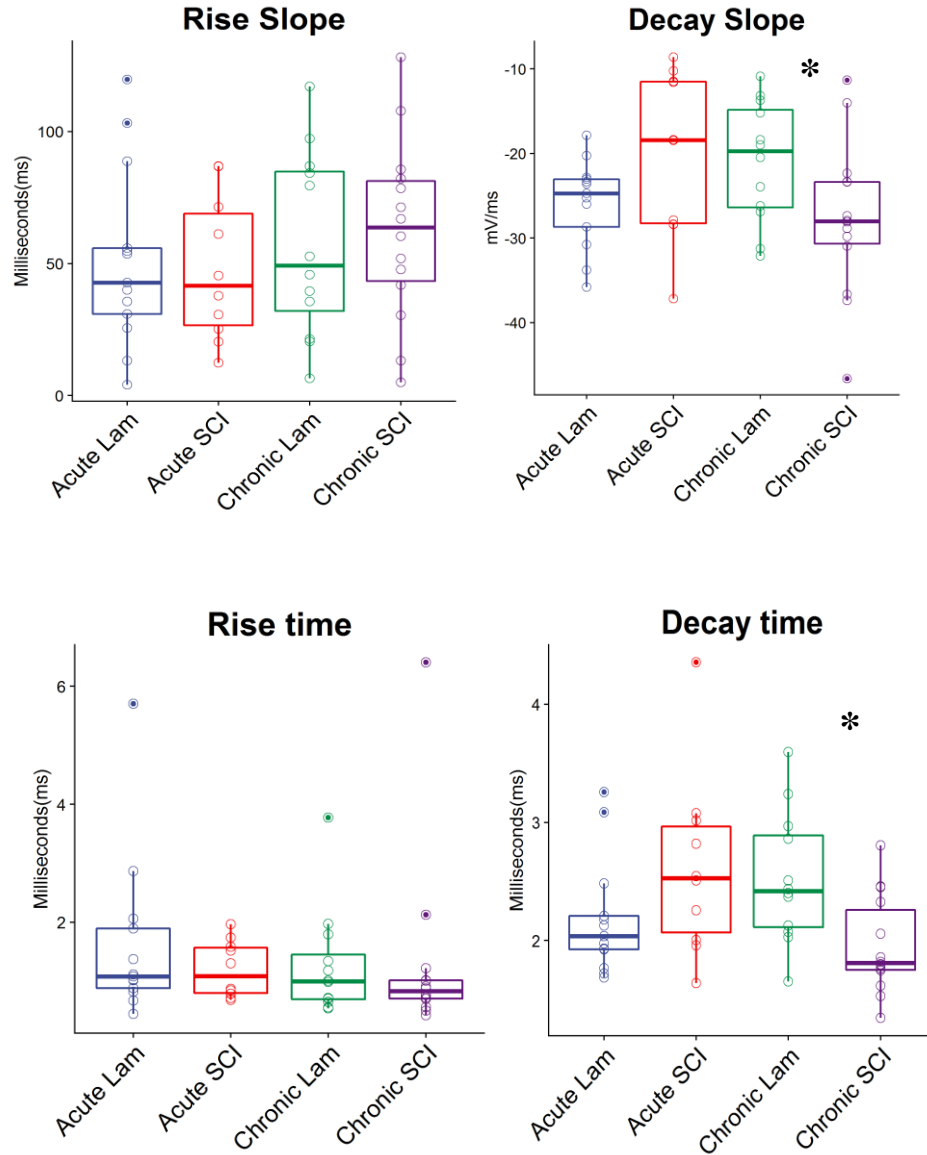 Rise Slope
Milliseconds(ms)
100
50
0
Acute Lam
Acute SCI
Chronic Lam
Chronic SCI
Decay Slope
mV/ms
-10
-20
-30
-40
*
Acute Lam
Acute SCI
Chronic Lam
Chronic SCI
Rise time
Milliseconds(ms)
6
4
2
Acute Lam
Acute SCI
Chronic Lam
Chronic SCI
Decay time
Milliseconds(ms)
4
3
2
*
Acute Lam
Acute SCI
Chronic Lam
Chronic SCI